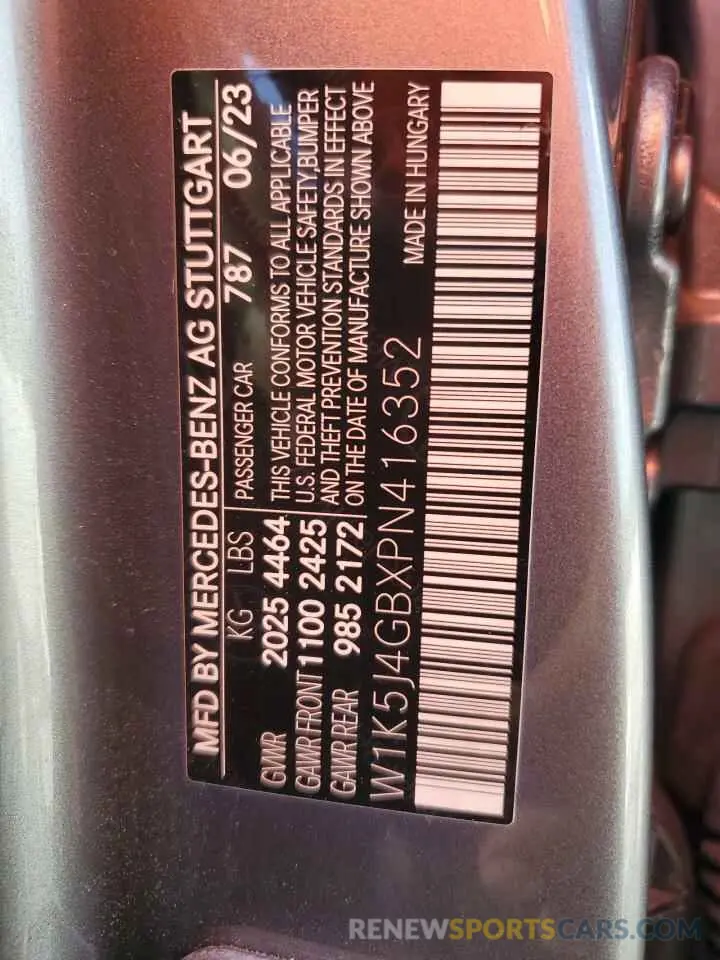 MFD BY MERCEDES-BENZ AG STUTTGART
KG LBS PASSENGER CAR 787 06/23
GVWR 2025 4464 THIS VEHICLE CONFORMS TO ALL APPLICABLE
GAWR FRONT 1100 2425 U.S. FEDERAL MOTOR VEHICLE SAFETY, BUMPER
GAWR REAR 985 2172 AND THEFT PREVENTION STANDARDS IN EFFECT
ON THE DATE OF MANUFACTURE SHOWN ABOVE
W1K5J4GBXPN416352 MADE IN HUNGARY
RENEWSPORTSCARS.COM